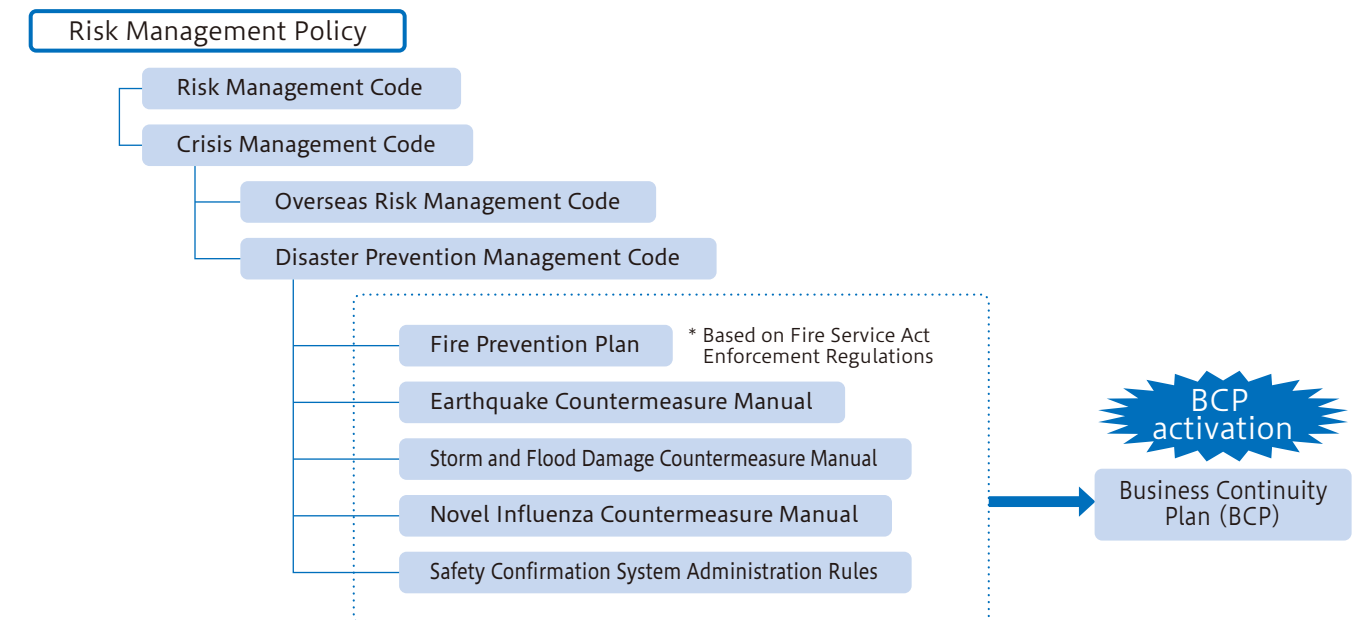 Risk Management Policy
Risk Management Code
Crisis Management Code
Overseas Risk Management Code
Disaster Prevention Management Code
Fire Prevention Plan
* Based on Fire Service Act
Enforcement Regulations
Earthquake Countermeasure Manual
Storm and Flood Damage Countermeasure Manual
Novel Influenza Countermeasure Manual
Safety Confirmation System Administration Rules
BCP
activation
Business Continuity
Plan (BCP)